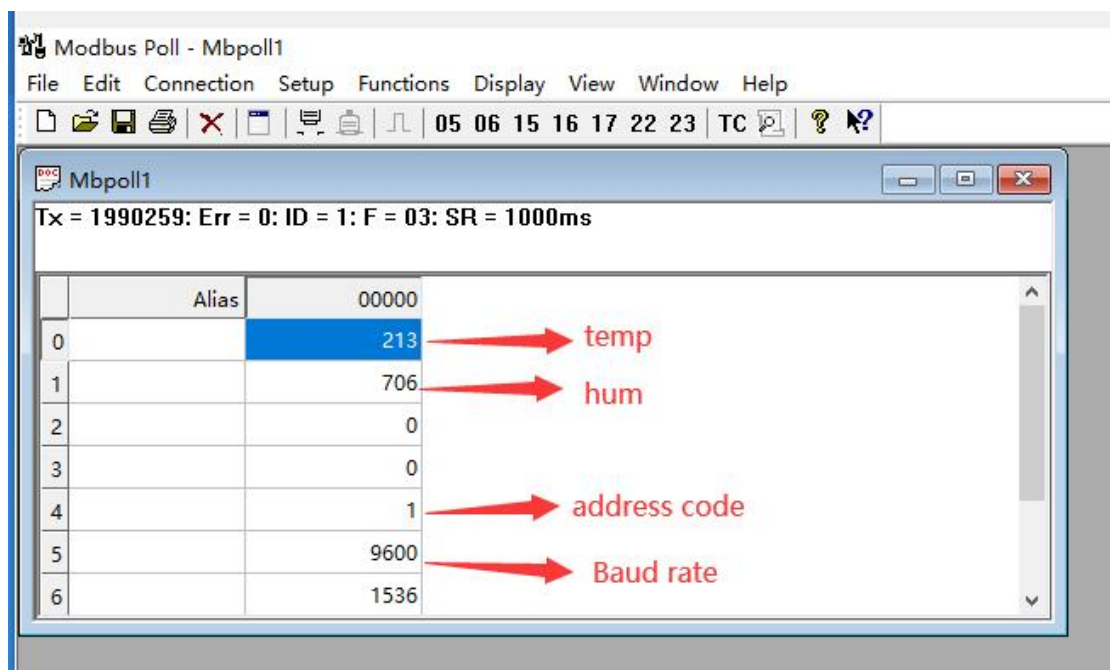 Modbus Poll - Mbpoll1
File Edit Connection Setup Functions Display View Window Help
05 06 15 16 17 22 23 TC
Mbpoll1
Tx = 1990259: Err = 0: ID = 1: F = 03: SR = 1000ms
Alias 00000
0 213 temp
1 706 hum
2 0
3 0
4 1 address code
5 9600 Baud rate
6 1536